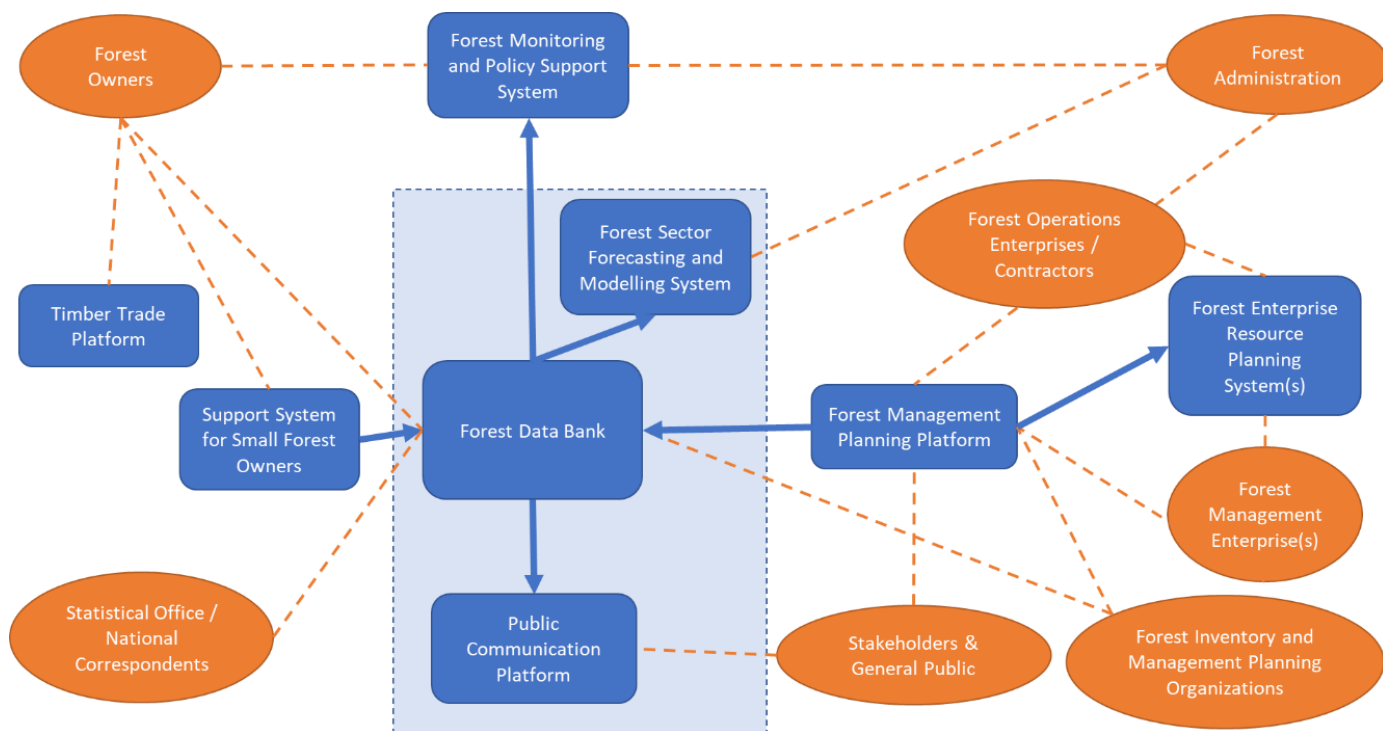 Forest
Owners
Forest Monitoring
and Policy Support
System
Forest
Administration
Forest Sector
Forecasting and
Modelling System
Forest Operations
Enterprises /
Contractors
Timber Trade
Platform
Forest Enterprise
Resource
Planning
System(s)
Support System
for Small Forest
Owners
Forest Data Bank
Forest Management
Planning Platform
Forest
Management
Enterprise(s)
Statistical Office /
National
Correspondents
Public
Communication
Platform
Stakeholders &
General Public
Forest Inventory and
Management Planning
Organizations